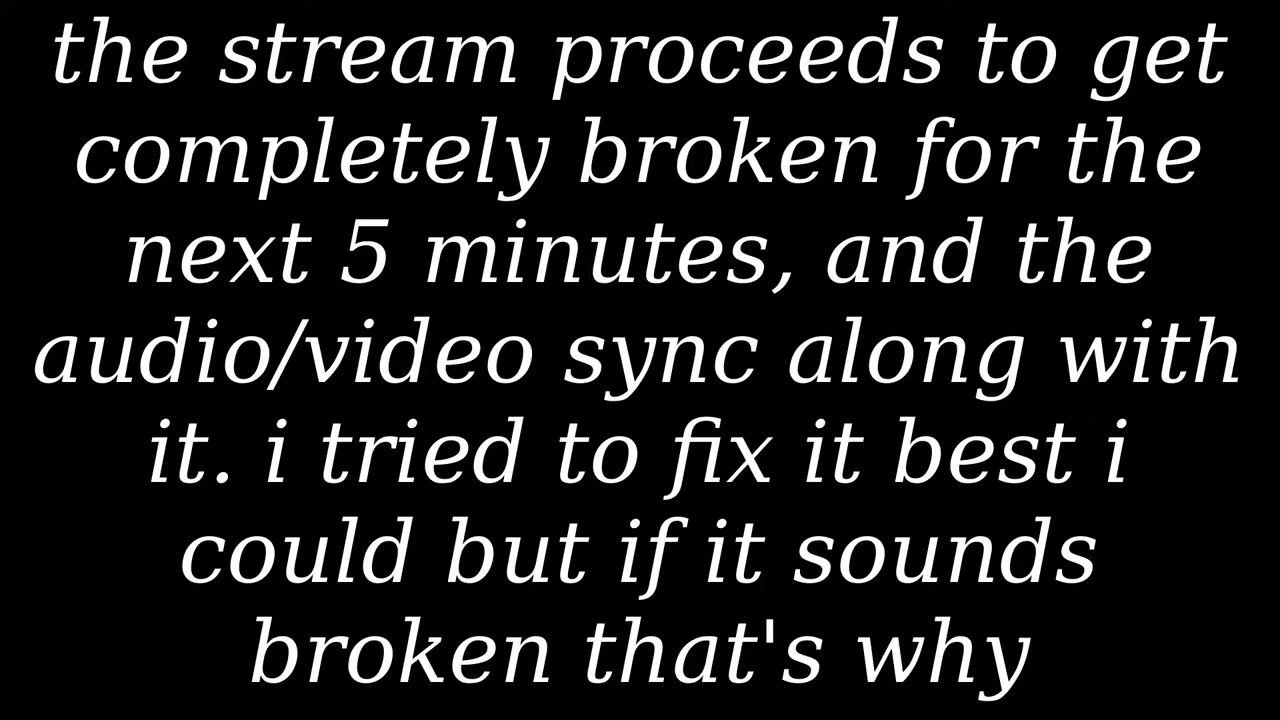 the stream proceeds to get
completely broken for the
next 5 minutes, and the
audio/video sync along with
it. i tried to fix it best i
could but if it sounds
broken that's why